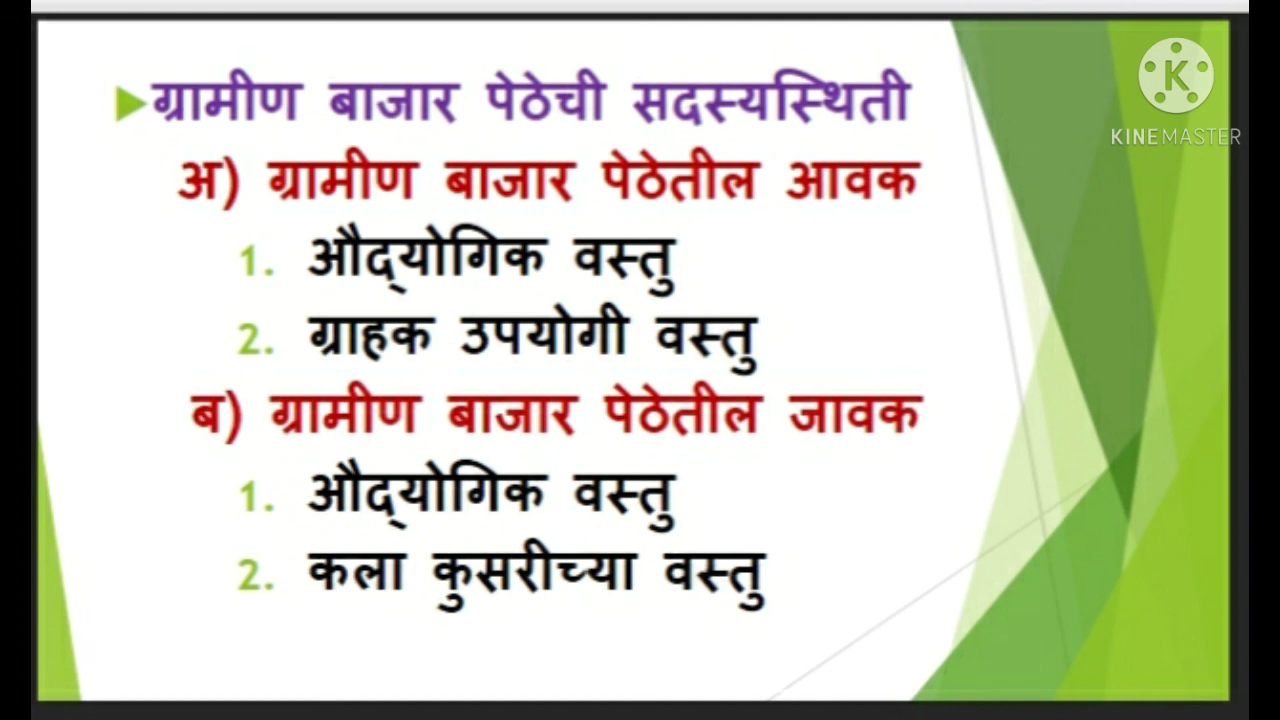 ग्रामीण बाजार पेठेची सदस्यस्थिती
अ) ग्रामीण बाजार पेठेतील आवक
1. औद्‌योगिक वस्तु
2. ग्राहक उपयोगी वस्तु
ब) ग्रामीण बाजार पेठेतील जावक
1. औद्‌योगिक वस्तु
2. कला कुसरीच्या वस्तु
K
KINEMASTER